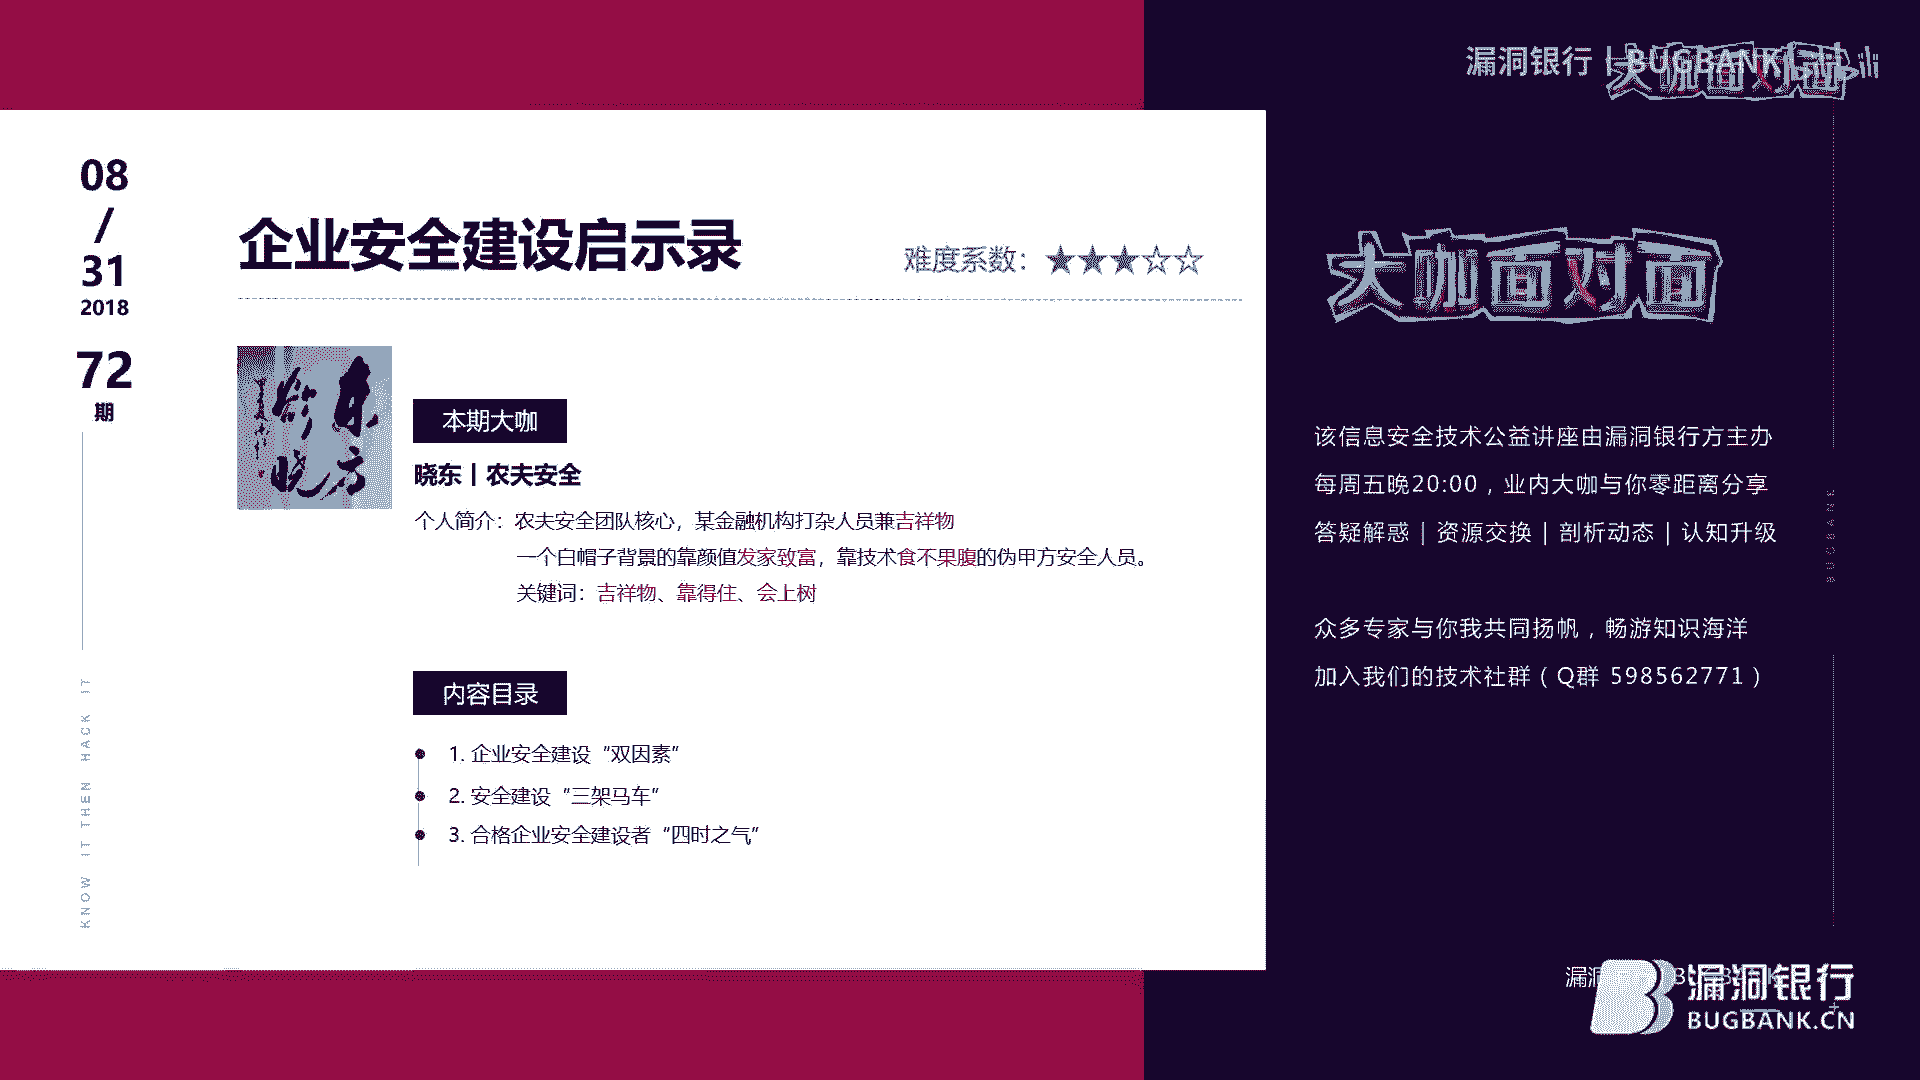 漏洞银行 | BUGBANK
大咖面对面
bilibili
08
/
31
2018
72
期
KNOW IT THEN HACK IT
企业安全建设启示录
难度系数：★★★☆☆
本期大咖
晓东丨农夫安全
个人简介：农夫安全团队核心，某金融机构打杂人员兼吉祥物
一个白帽子背景的靠颜值发家致富，靠技术食不果腹的伪甲方安全人员。
关键词：吉祥物、靠得住、会上树
内容目录
1. 企业安全建设“双因素”
2. 安全建设“三架马车”
3. 合格企业安全建设者“四时之气”
大咖面对面
该信息安全技术公益讲座由漏洞银行方主办
每周五晚20:00，业内大咖与你零距离分享
答疑解惑｜资源交换｜剖析动态｜认知升级
众多专家与你我共同扬帆，畅游知识海洋
加入我们的技术社群（Q群 598562771）
BUGBANK
漏洞银行
BUGBANK.CN